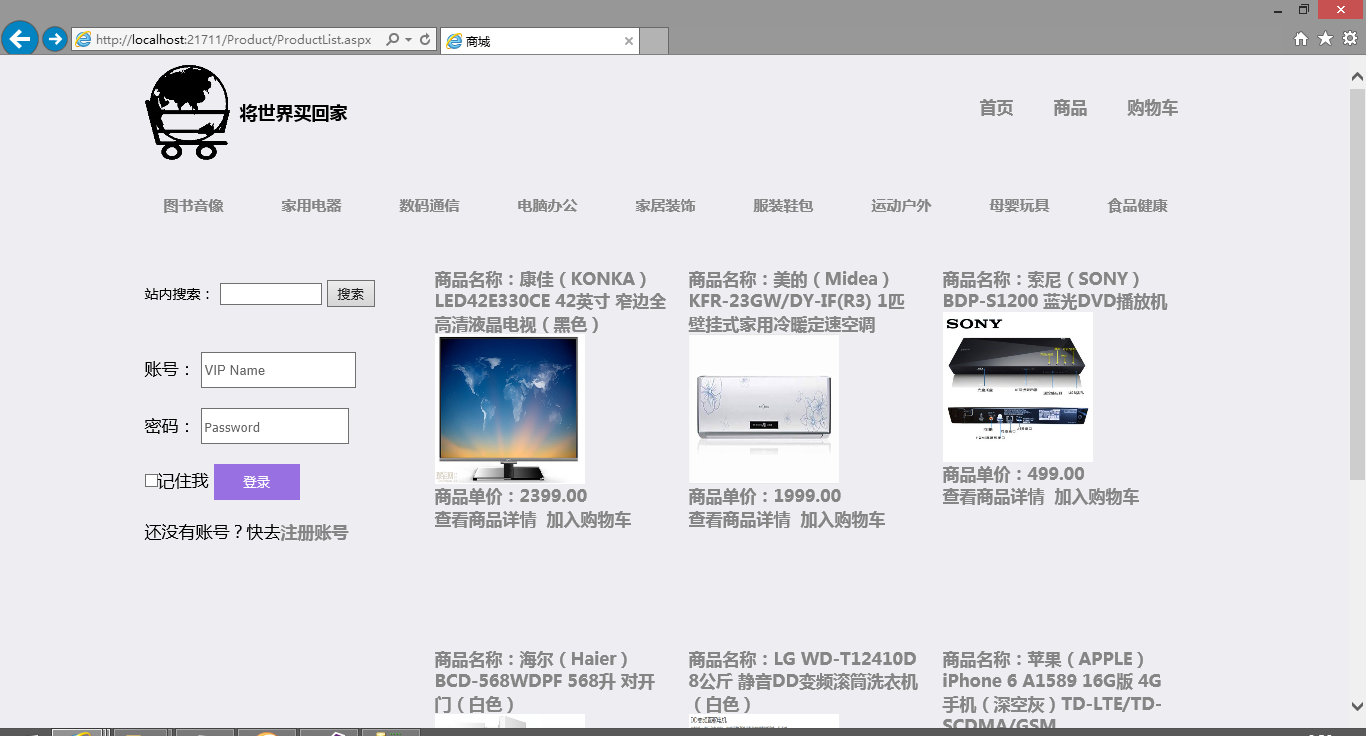 http://localhost:21711/Product/ProductList.aspx
商城
将世界买回家
首页 商品 购物车
图书音像 家用电器 数码通信 电脑办公 家居装饰 服装鞋包 运动户外 母婴玩具 食品健康
站内搜索： 搜索
账号： VIP Name
密码： Password
记住我 登录
还没有账号？快去注册账号
商品名称：康佳（KONKA）
LED42E330CE 42英寸 窄边全
高清液晶电视（黑色）
商品单价：2399.00
查看商品详情 加入购物车
商品名称：美的（Midea）
KFR-23GW/DY-IF(R3) 1匹
壁挂式家用冷暖定速空调
商品单价：1999.00
查看商品详情 加入购物车
商品名称：索尼（SONY）
BDP-S1200 蓝光DVD播放机
SONY
商品单价：499.00
查看商品详情 加入购物车
商品名称：海尔（Haier）
BCD-568WDPF 568升 对开
门（白色）
商品名称：LG WD-T12410D
8公斤 静音DD变频滚筒洗衣机
（白色）
商品名称：苹果（APPLE）
iPhone 6 A1589 16G版 4G
手机（深空灰）TD-LTE/TD-
SCDMA/GSM